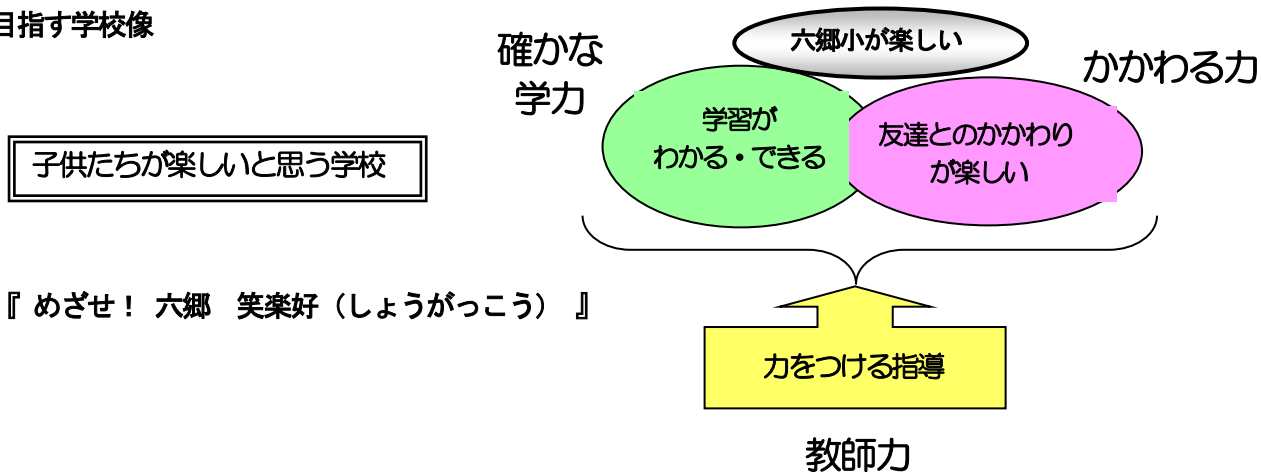 目指す学校像
子供たちが楽しいと思う学校
『 めざせ！ 六郷　笑楽好（しょうがっこう） 』
六郷小が楽しい
確かな
学力
かかわる力
学習が
わかる・できる
友達とのかかわり
が楽しい
力をつける指導
教師力